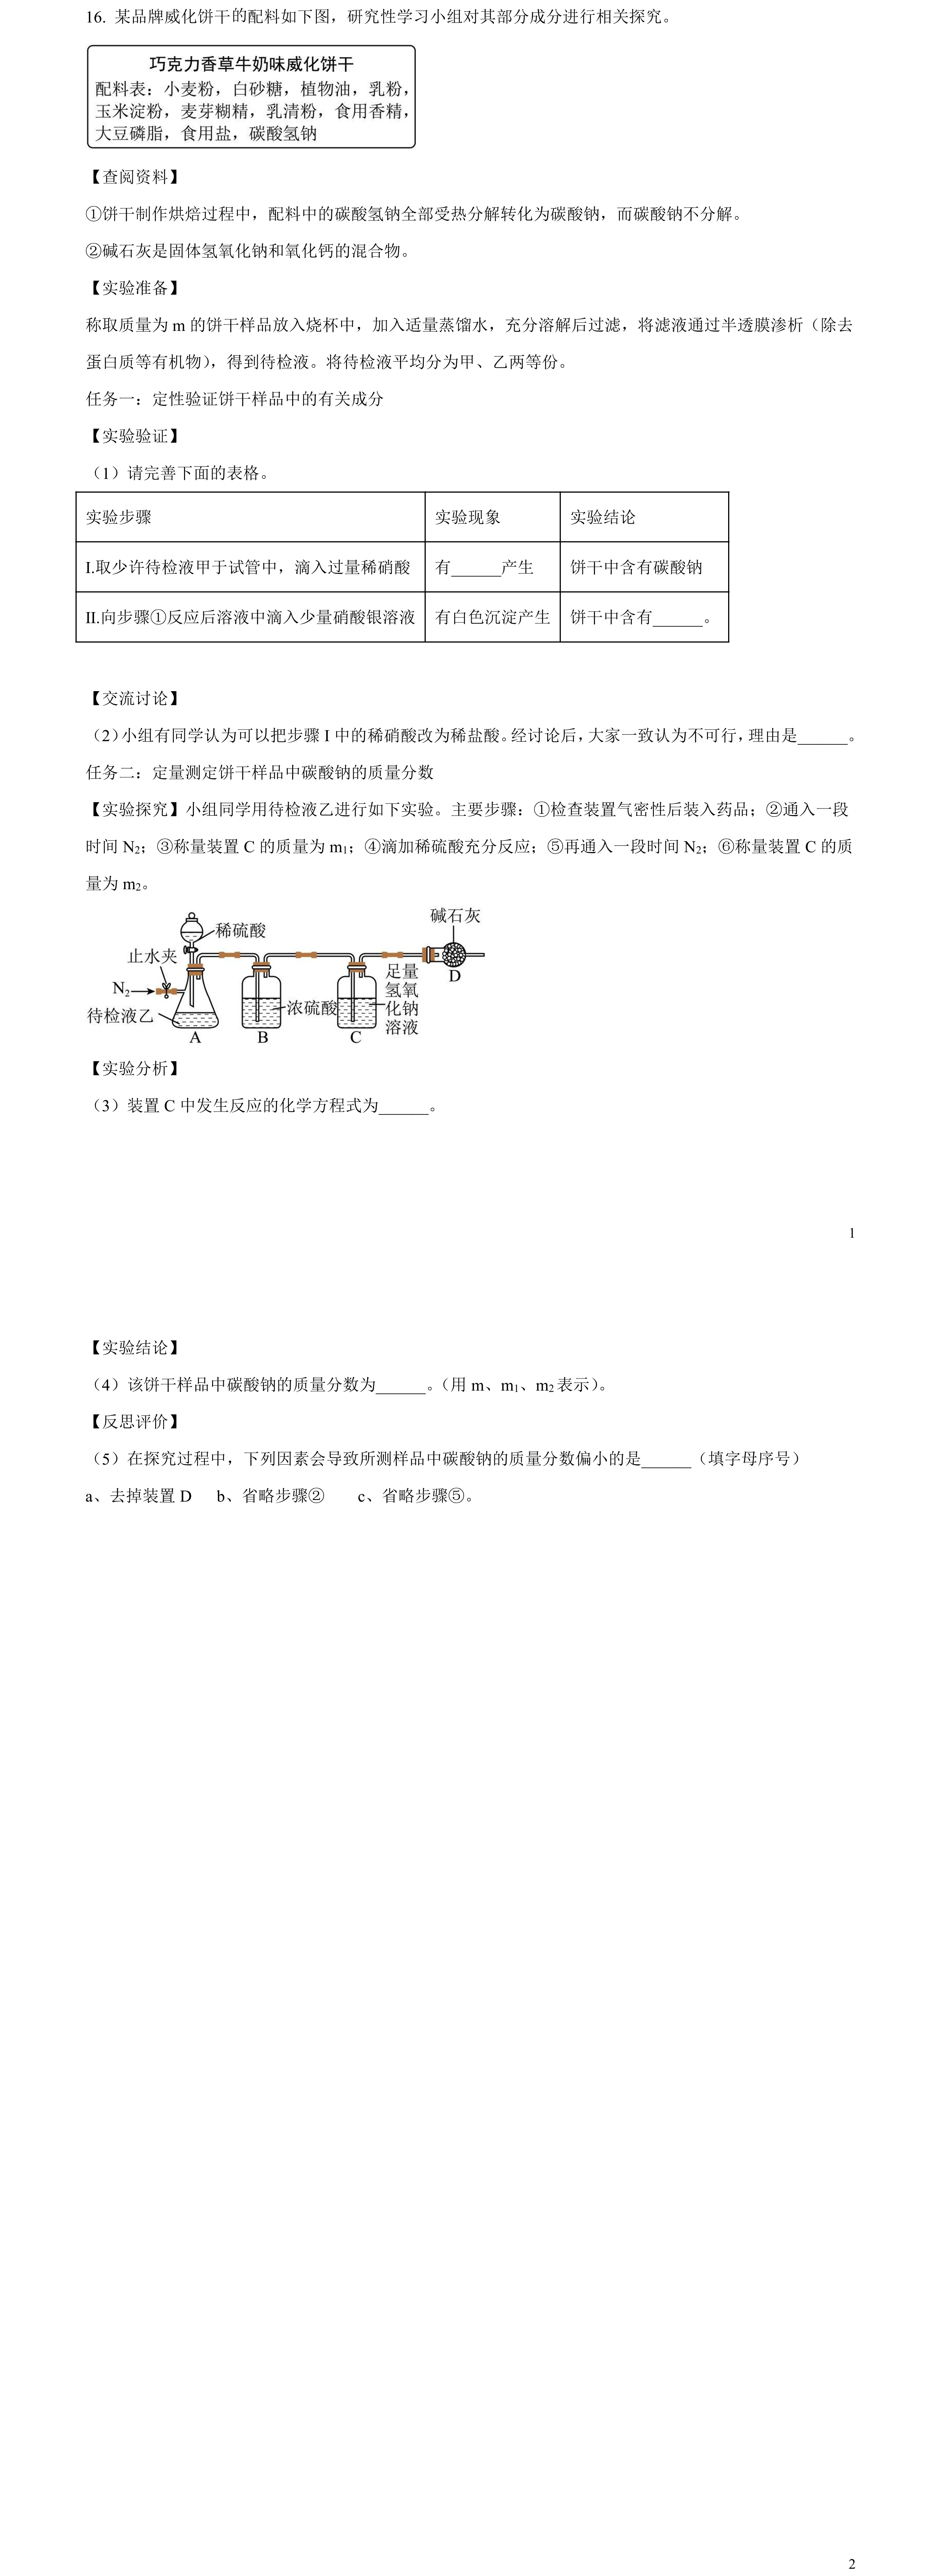 16. 某品牌威化饼干的配料如下图，研究性学习小组对其部分成分进行相关探究。
巧克力香草牛奶味威化饼干
配料表：小麦粉，白砂糖，植物油，乳粉，
玉米淀粉，麦芽糊精，乳清粉，食用香精，
大豆磷脂，食用盐，碳酸氢钠
【查阅资料】
①饼干制作烘焙过程中，配料中的碳酸氢钠全部受热分解转化为碳酸钠，而碳酸钠不分解。
②碱石灰是固体氢氧化钠和氧化钙的混合物。
【实验准备】
称取质量为 m 的饼干样品放入烧杯中，加入适量蒸馏水，充分溶解后过滤，将滤液通过半透膜渗析（除去
蛋白质等有机物），得到待检液。将待检液平均分为甲、乙两等份。
任务一：定性验证饼干样品中的有关成分
【实验验证】
（1）请完善下面的表格。
实验步骤 实验现象 实验结论
I.取少许待检液甲于试管中，滴入过量稀硝酸 有______产生 饼干中含有碳酸钠
II.向步骤①反应后溶液中滴入少量硝酸银溶液 有白色沉淀产生 饼干中含有______。
【交流讨论】
（2）小组有同学认为可以把步骤 I 中的稀硝酸改为稀盐酸。经讨论后，大家一致认为不可行，理由是______。
任务二：定量测定饼干样品中碳酸钠的质量分数
【实验探究】小组同学用待检液乙进行如下实验。主要步骤：①检查装置气密性后装入药品；②通入一段
时间 N₂；③称量装置 C 的质量为 m₁；④滴加稀硫酸充分反应；⑤再通入一段时间 N₂；⑥称量装置 C 的质
量为 m₂。
碱石灰
稀硫酸
止水夹
D
足量
氢氧
化钠
溶液
N₂
浓硫酸
待检液乙
A B C
【实验分析】
（3）装置 C 中发生反应的化学方程式为______。
1
【实验结论】
（4）该饼干样品中碳酸钠的质量分数为______。（用 m、m₁、m₂ 表示）。
【反思评价】
（5）在探究过程中，下列因素会导致所测样品中碳酸钠的质量分数偏小的是______（填字母序号）
a、去掉装置 D b、省略步骤② c、省略步骤⑤。
2